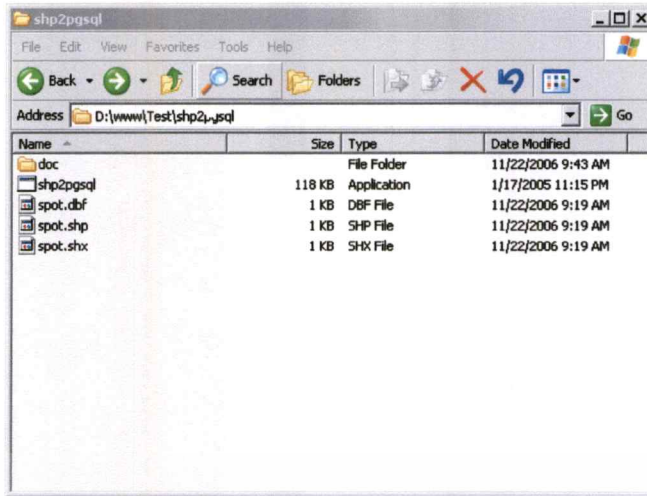 shp2pgsql
File Edit View Favorites Tools Help
Back Search Folders
Address D:\www\Test\shp2pgsql Go
Name Size Type Date Modified
doc File Folder 11/22/2006 9:43 AM
shp2pgsql 118 KB Application 1/17/2005 11:15 PM
spot.dbf 1 KB DBF File 11/22/2006 9:19 AM
spot.shp 1 KB SHP File 11/22/2006 9:19 AM
spot.shx 1 KB SHX File 11/22/2006 9:19 AM